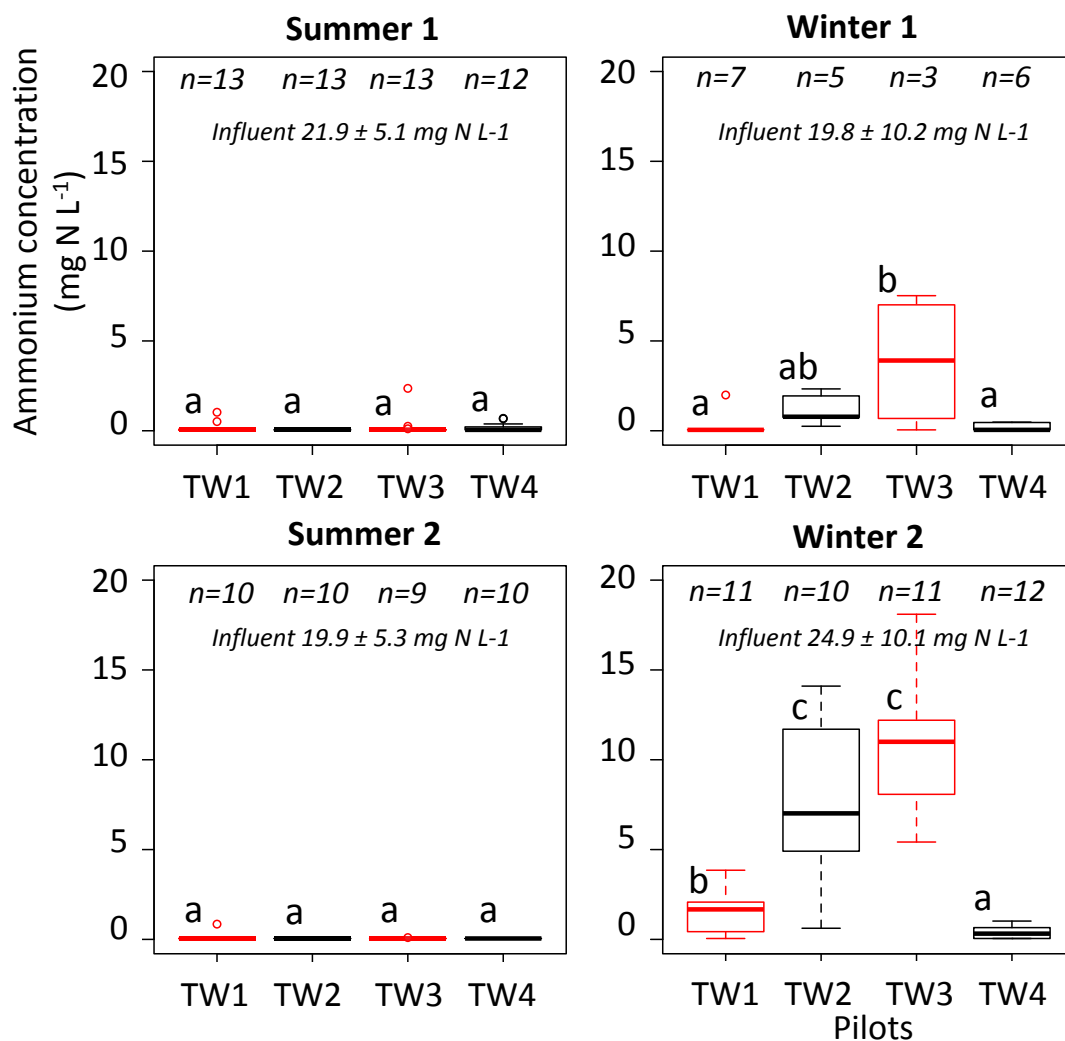 Ammonium concentration
(mg N L-1)
Summer 1
20
15
10
5
0
n=13 n=13 n=13 n=12
Influent 21.9 ± 5.1 mg N L-1
a a a a
TW1 TW2 TW3 TW4
Winter 1
20
15
10
5
0
n=7 n=5 n=3 n=6
Influent 19.8 ± 10.2 mg N L-1
a ab b a
TW1 TW2 TW3 TW4
Summer 2
20
15
10
5
0
n=10 n=10 n=9 n=10
Influent 19.9 ± 5.3 mg N L-1
a a a a
TW1 TW2 TW3 TW4
Winter 2
20
15
10
5
0
n=11 n=10 n=11 n=12
Influent 24.9 ± 10.1 mg N L-1
b c c a
TW1 TW2 TW3 TW4
Pilots